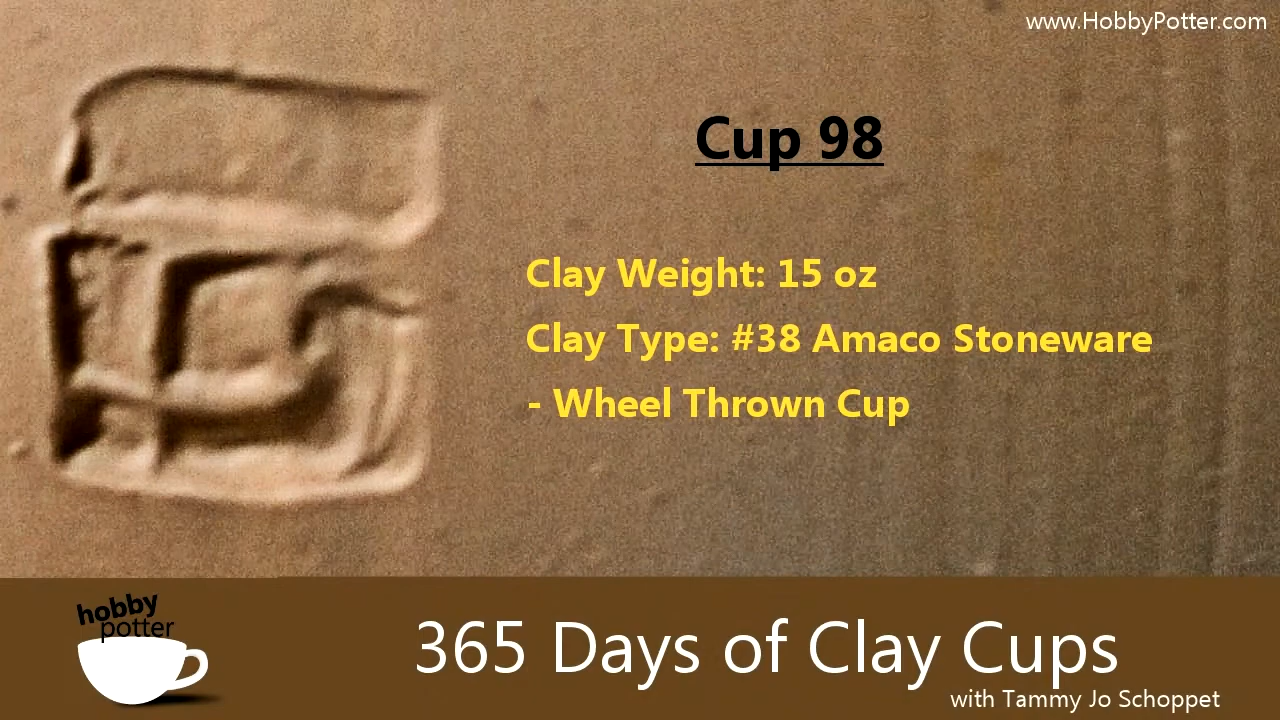 www.HobbyPotter.com
Cup 98
Clay Weight: 15 oz
Clay Type: #38 Amaco Stoneware
- Wheel Thrown Cup
hobby
potter
365 Days of Clay Cups
with Tammy Jo Schoppet